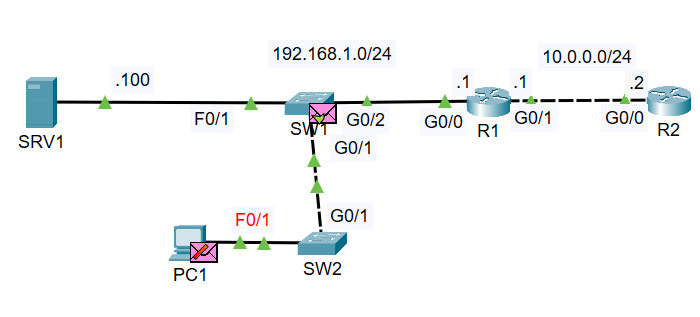 192.168.1.0/24
10.0.0.0/24
.100
.1
.1
.2
F0/1
SW1
G0/2
G0/0
G0/1
G0/0
SRV1
R1
R2
G0/1
F0/1
G0/1
PC1
SW2